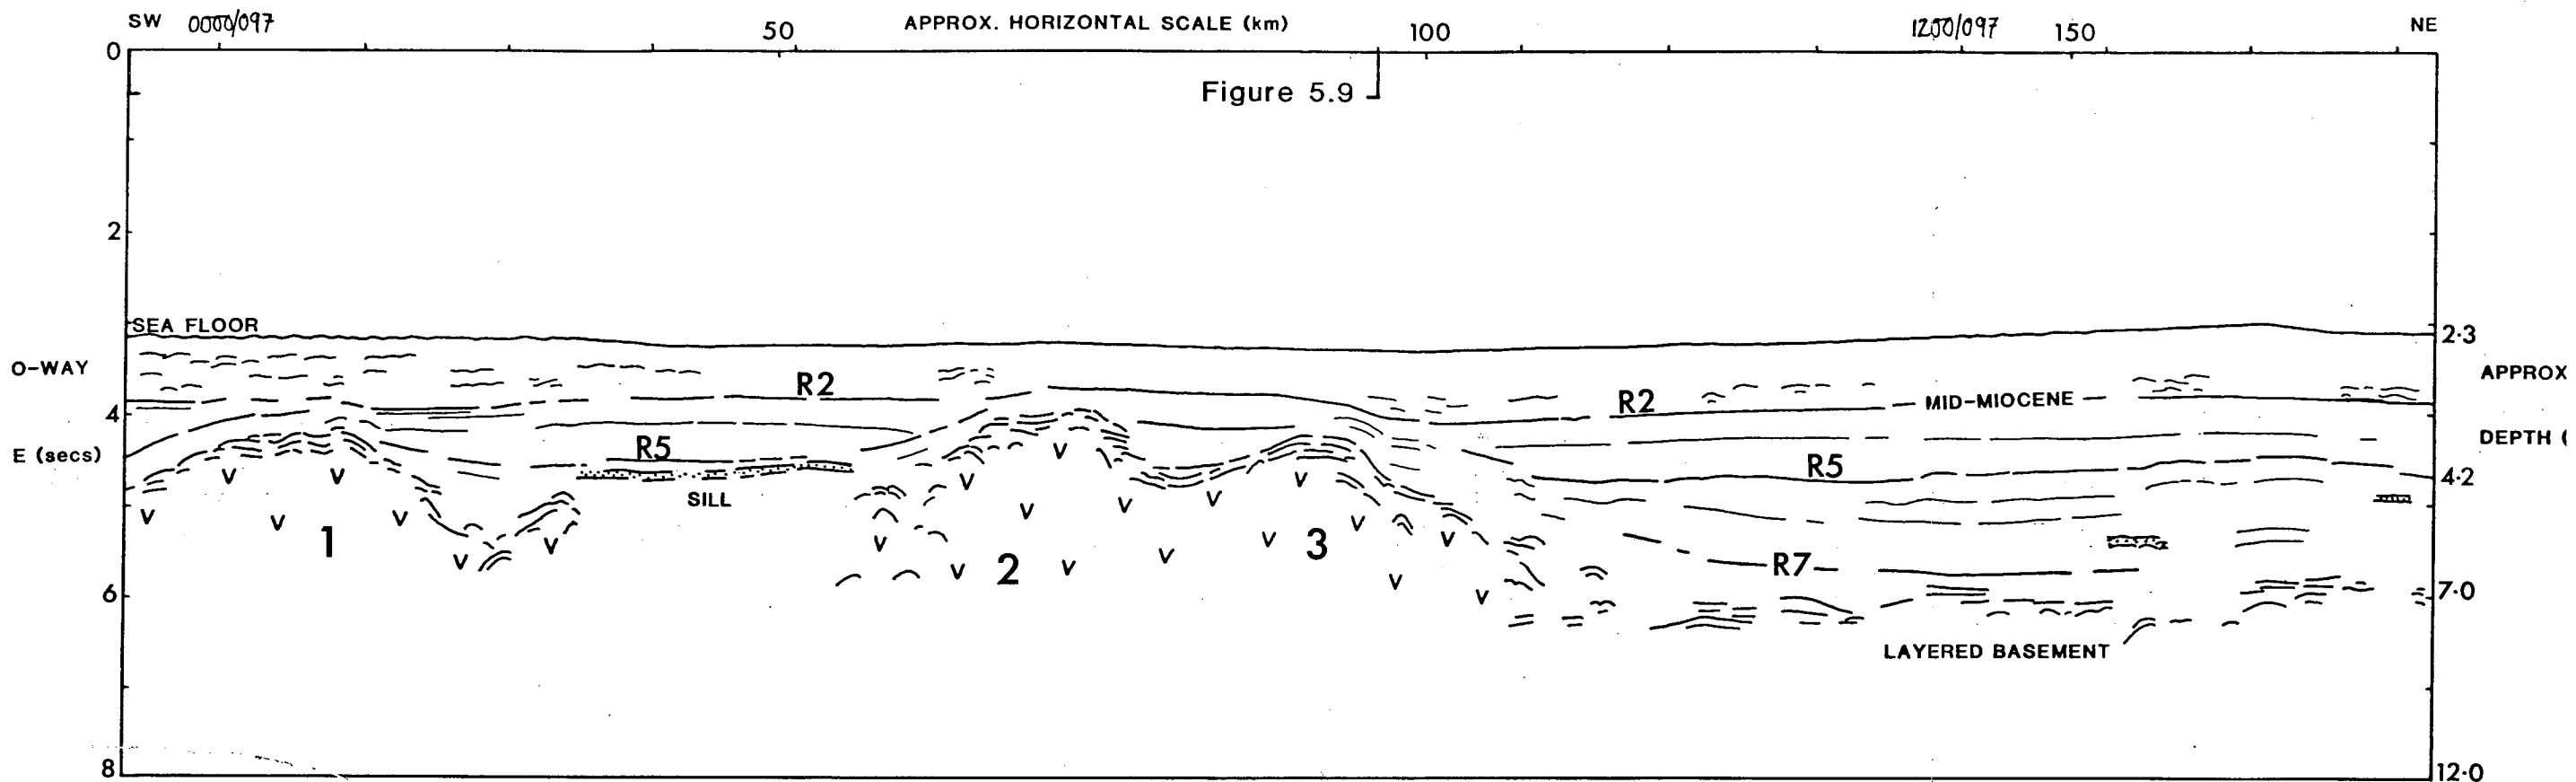 SW 0000/097 50 APPROX. HORIZONTAL SCALE (km) 100 1200/097 150 NE
0
Figure 5.9
2
SEA FLOOR
2·3
O-WAY
R2
APPROX
4
R2
MID-MIOCENE
E (secs)
R5
DEPTH (
R5
4·2
SILL
V V V V V V V V V V V V V V V V V V V V V V
1
2
3
R7
6
7·0
LAYERED BASEMENT
8
12·0